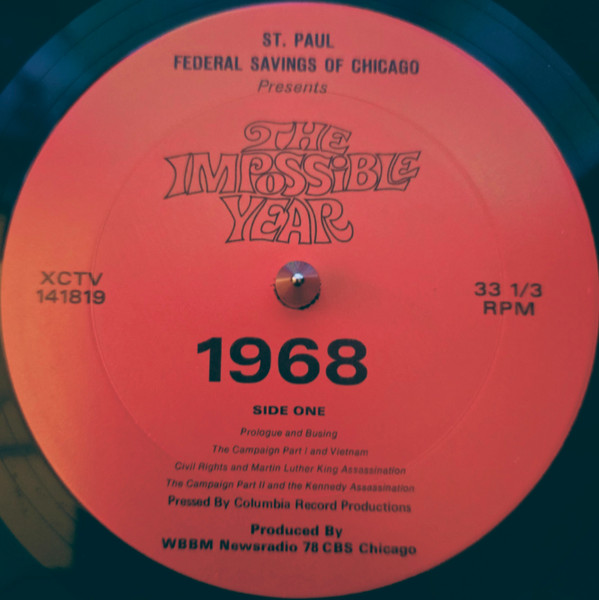 ST. PAUL
FEDERAL SAVINGS OF CHICAGO
Presents
THE
IMPOSSiBLE
YEAR
XCTV
141819
33 1/3
RPM
1968
SIDE ONE
Prologue and Busing
The Campaign Part I and Vietnam
Civil Rights and Martin Luther King Assassination
The Campaign Part II and the Kennedy Assassination
Pressed By Columbia Record Productions
Produced By
WBBM Newsradio 78 CBS Chicago